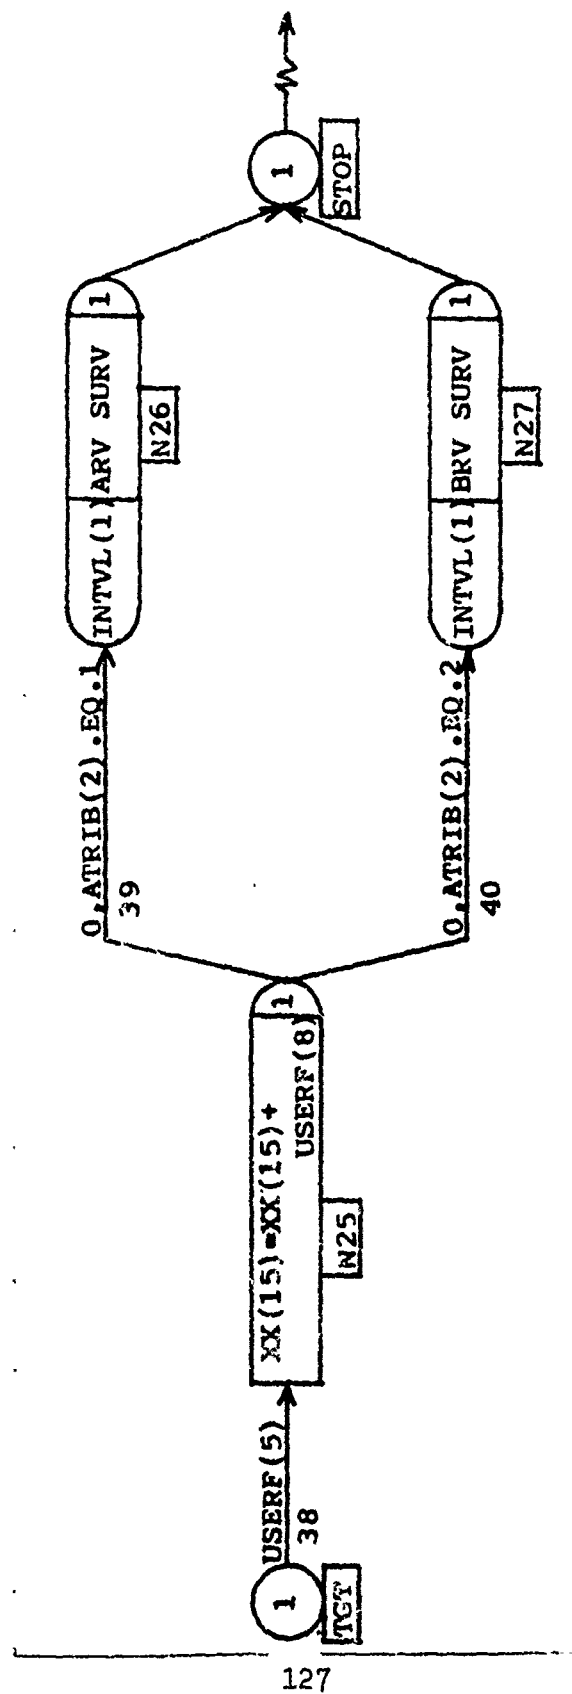 1
TGT
USERF(5)
38
XX(15)=XX(15)+
USERF(8)
1
N25
0,ATRIB(2).EQ.1
39
INTVL(1)
ARV SURV
1
N26
0,ATRIB(2).EQ.2
40
INTVL(1)
BRV SURV
1
N27
1
STOP
127